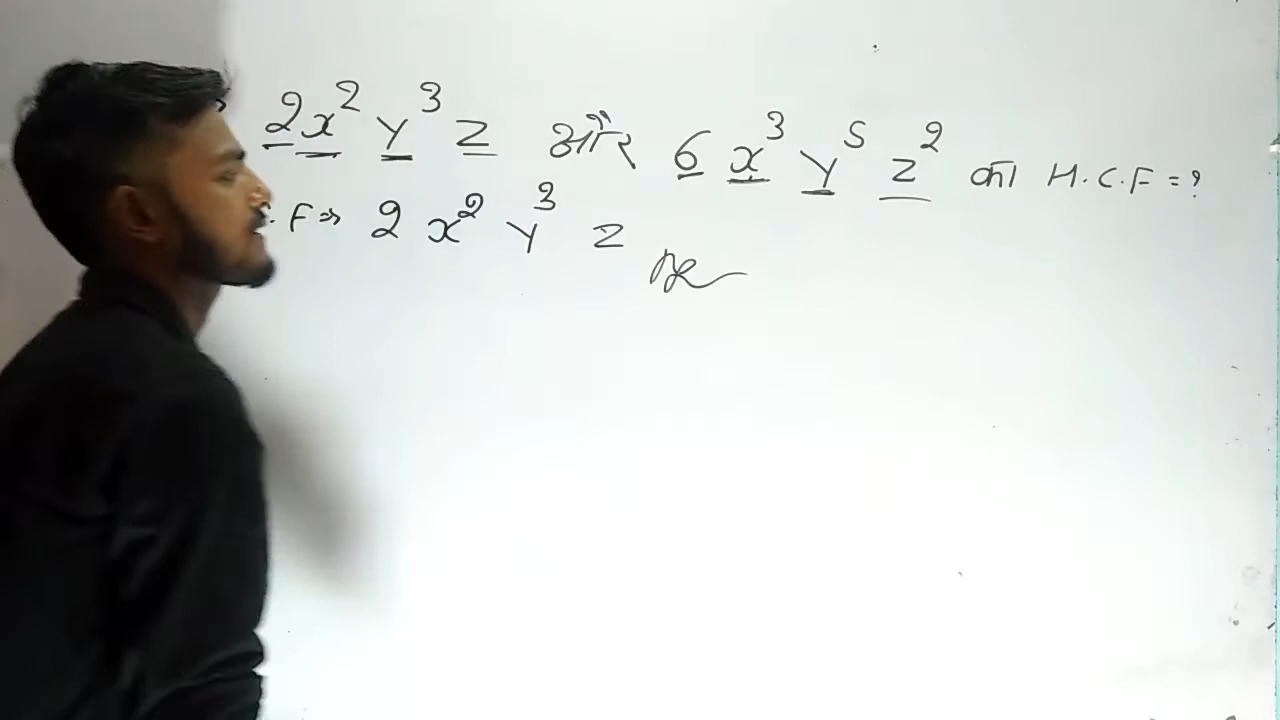 2x² y³ z और 6 x³ y⁵ z² का H.C.F = ?
. F ⇒ 2 x² y³ z